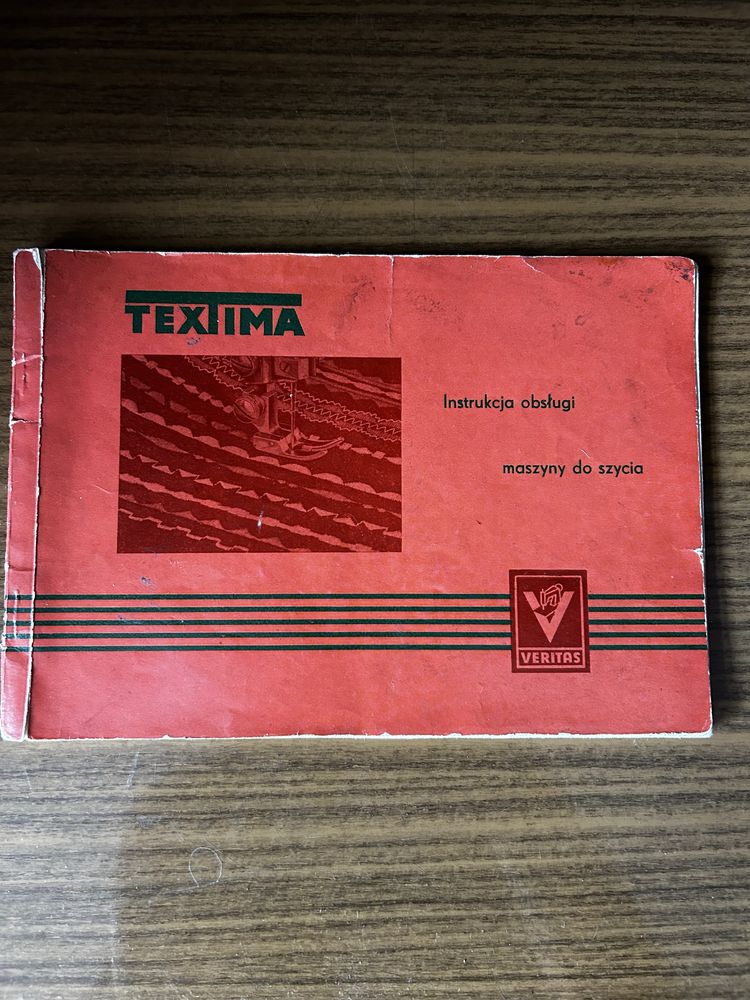 TEXTIMA
Instrukcja obsługi
maszyny do szycia
VERITAS